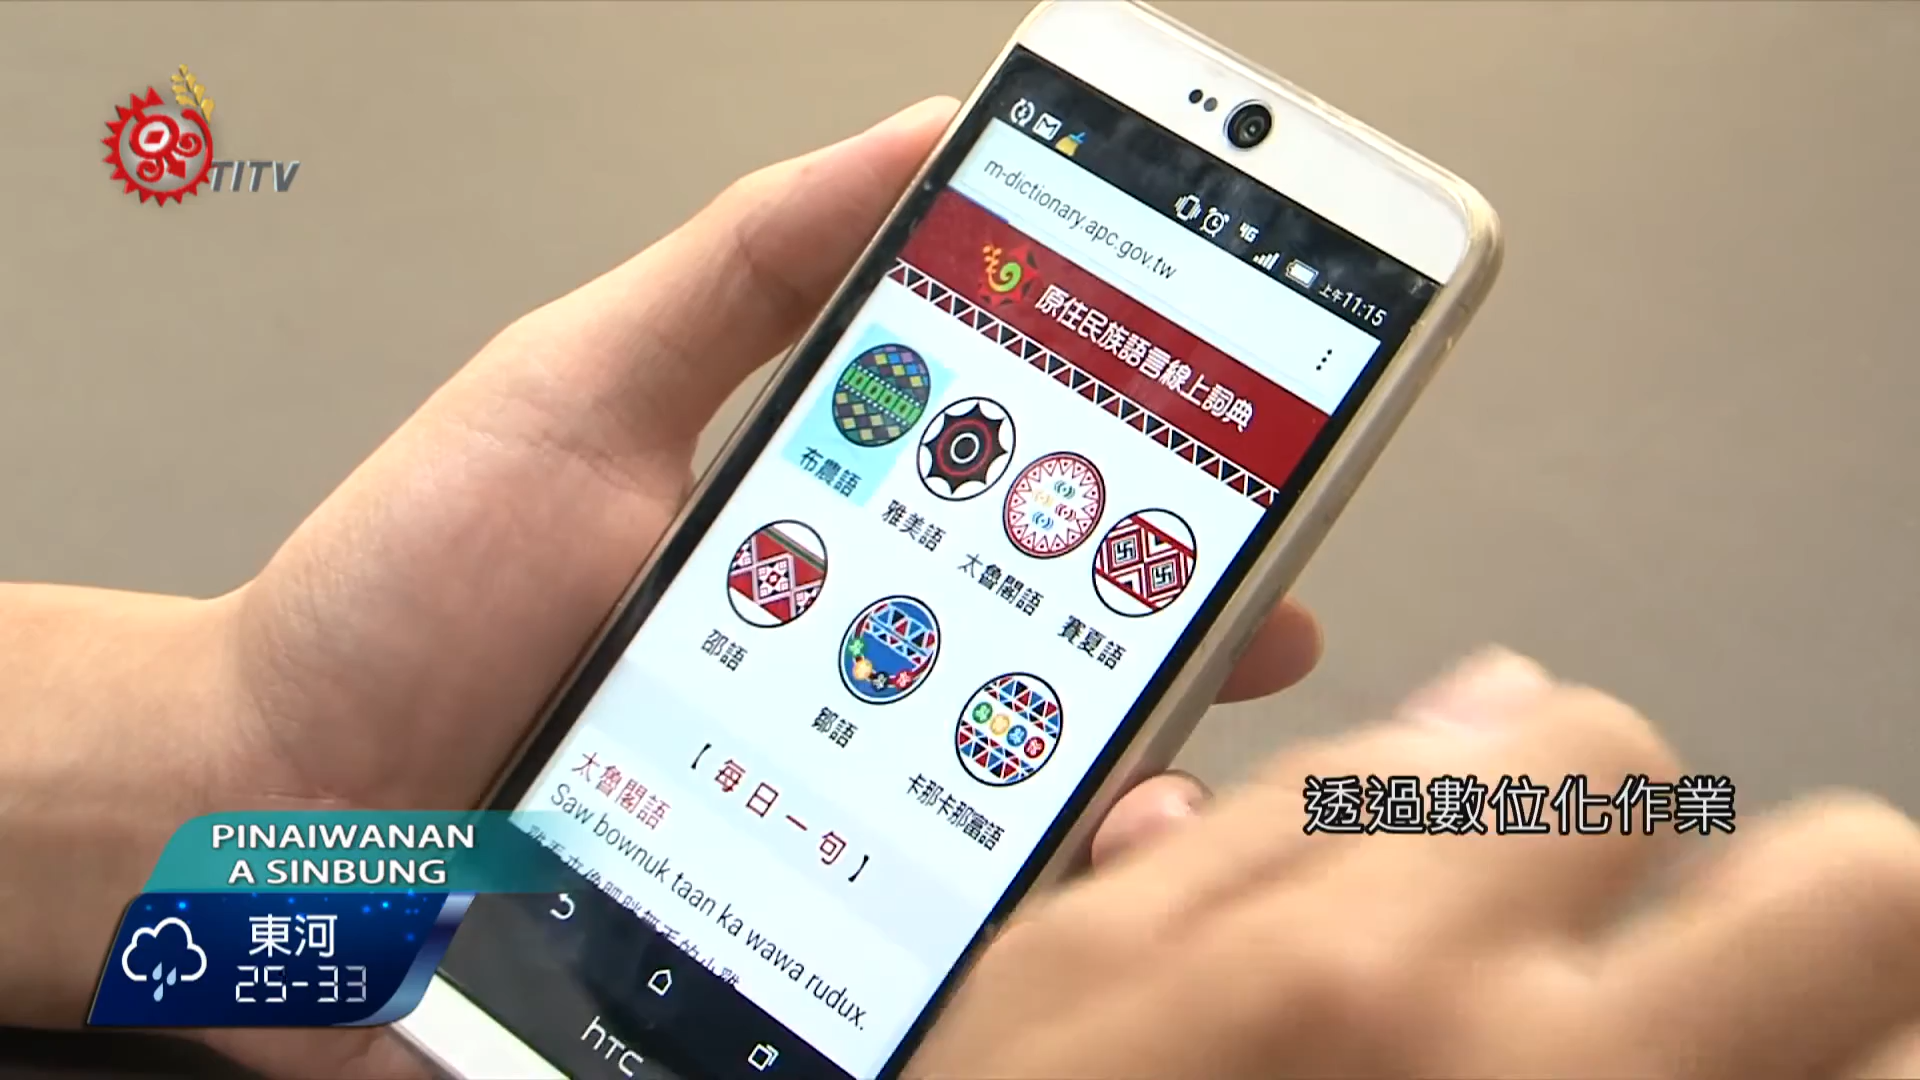 TITV
m-dictionary.apc.gov.tw
4G
上午11:15
原住民族語言線上詞典
布農語
雅美語
太魯閣語
賽夏語
邵語
鄒語
卡那卡那富語
【每日一句】
太魯閣語
Saw bownuk taan ka wawa rudux.
hTC
透過數位化作業
PINAIWANAN
A SINBUNG
東河
25-33